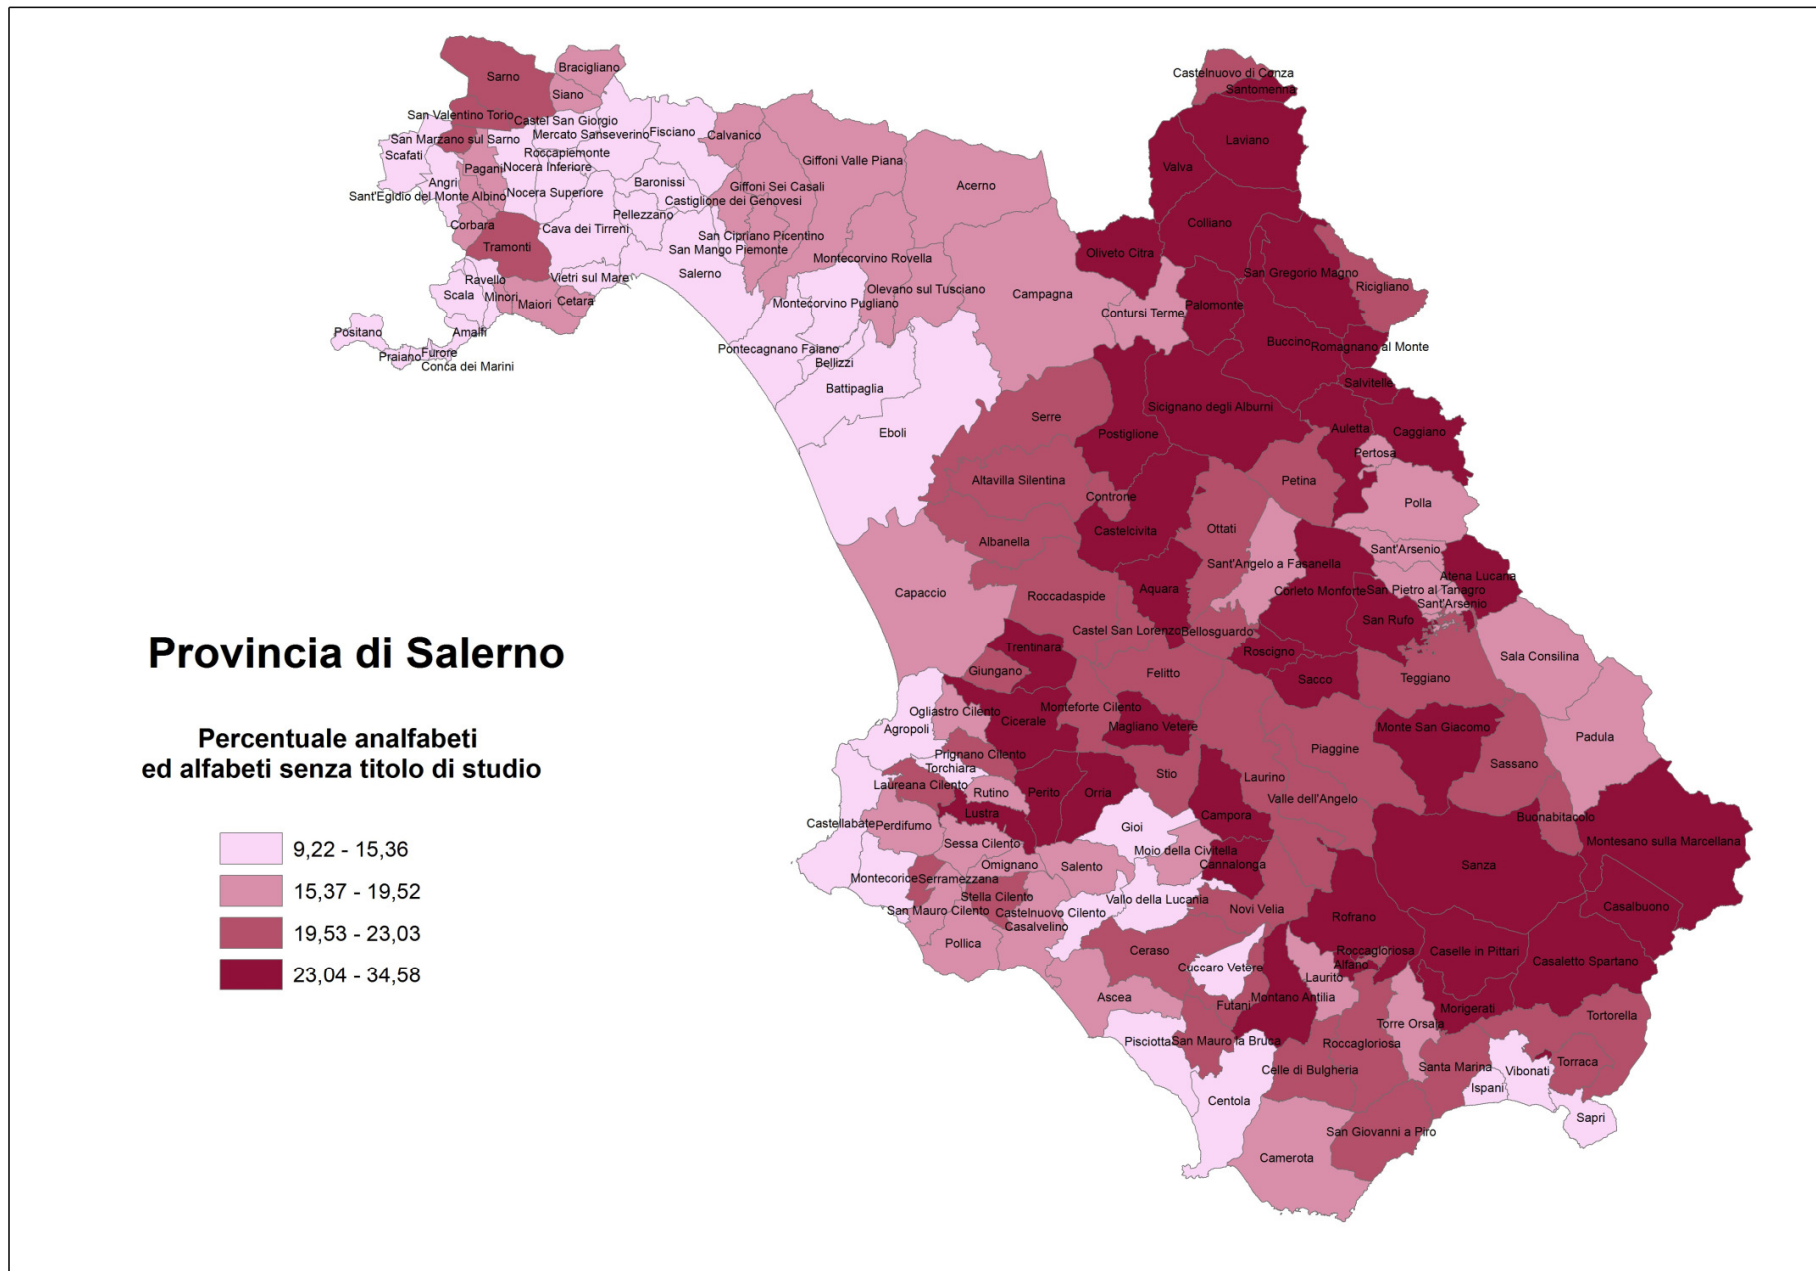 Castelnuovo di Conza
Santomenna
Bracigliano
Sarno
Siano
San Valentino Torio
Castel San Giorgio
Mercato Sanseverino
Fisciano
Calvanico
San Marzano sul Sarno
Scafati
Roccapiemonte
Nocera Inferiore
Pagani
Giffoni Valle Piana
Laviano
Valva
Angri
Baronissi
Giffoni Sei Casali
Acerno
Sant'Egidio del Monte Albino
Nocera Superiore
Castiglione dei Genovesi
Pellezzano
Corbara
Cava dei Tirreni
San Cipriano Picentino
Colliano
Tramonti
San Mango Piemonte
Oliveto Citra
Montecorvino Rovella
Ravello
Vietri sul Mare
Salerno
San Gregorio Magno
Scala
Minori
Maiori
Cetara
Olevano sul Tusciano
Campagna
Ricigliano
Montecorvino Pugliano
Palomonte
Contursi Terme
Positano
Amalfi
Praiano
Furore
Conca dei Marini
Pontecagnano Faiano
Bellizzi
Buccino
Romagnano al Monte
Battipaglia
Salvitelle
Sicignano degli Alburni
Serre
Eboli
Postiglione
Auletta
Caggiano
Pertosa
Altavilla Silentina
Controne
Petina
Polla
Castelcivita
Ottati
Albanella
Sant'Arsenio
Sant'Angelo a Fasanella
Atena Lucana
Capaccio
Aquara
Corleto Monforte
San Pietro al Tanagro
Roccadaspide
Sant'Arsenio
San Rufo
Castel San Lorenzo
Bellosguardo
Provincia di Salerno
Trentinara
Roscigno
Sala Consilina
Giungano
Felitto
Sacco
Teggiano
Ogliastro Cilento
Monteforte Cilento
Cicerale
Magliano Vetere
Monte San Giacomo
Agropoli
Padula
Percentuale analfabeti
ed alfabeti senza titolo di studio
Prignano Cilento
Piaggine
Torchiara
Sassano
Stio
Laurino
Laureana Cilento
Rutino
Perito
Orria
Valle dell'Angelo
Lustra
Campora
Buonabitacolo
Castellabate
Perdifumo
Gioi
Montesano sulla Marcellana
9,22 - 15,36
Sessa Cilento
Moio della Civitella
Omignano
Salento
Cannalonga
Sanza
Montecorice
Serramezzana
15,37 - 19,52
Stella Cilento
Vallo della Lucania
Casalbuono
San Mauro Cilento
Castelnuovo Cilento
Novi Velia
Rofrano
Casalvelino
19,53 - 23,03
Pollica
Ceraso
Roccagloriosa
Caselle in Pittari
Alfano
Casaletto Spartano
23,04 - 34,58
Cuccaro Vetere
Laurito
Ascea
Futani
Montano Antilia
Morigerati
Tortorella
Torre Orsaja
Pisciotta
San Mauro la Bruca
Roccagloriosa
Celle di Bulgheria
Santa Marina
Vibonati
Torraca
Ispani
Centola
Sapri
San Giovanni a Piro
Camerota